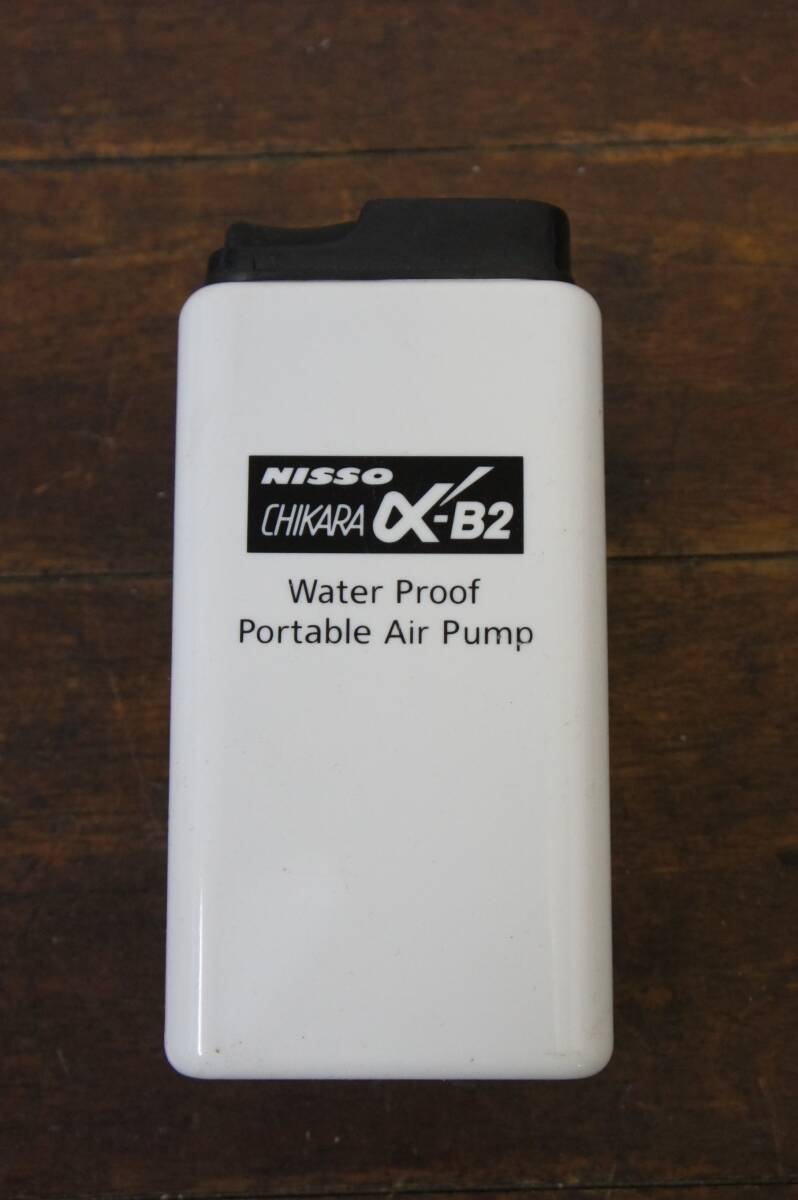 NISSO
CHIKARA α-B2
Water Proof
Portable Air Pump